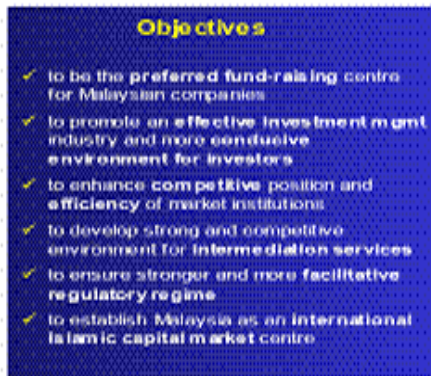 Objectives
to be the preferred fund-raising centre
for Malaysian companies
to promote an effective investment mgmt
industry and more conducive
environment for investors
to enhance competitive position and
efficiency of market institutions
to develop strong and competitive
environment for intermediation services
to ensure stronger and more facilitative
regulatory regime
to establish Malaysia as an international
Islamic capital market centre